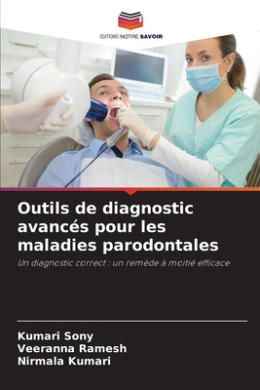 EDITIONS NOTRE SAVOIR
Outils de diagnostic
avancés pour les
maladies parodontales
Un diagnostic correct : un remède à moitié efficace
Kumari Sony
Veeranna Ramesh
Nirmala Kumari